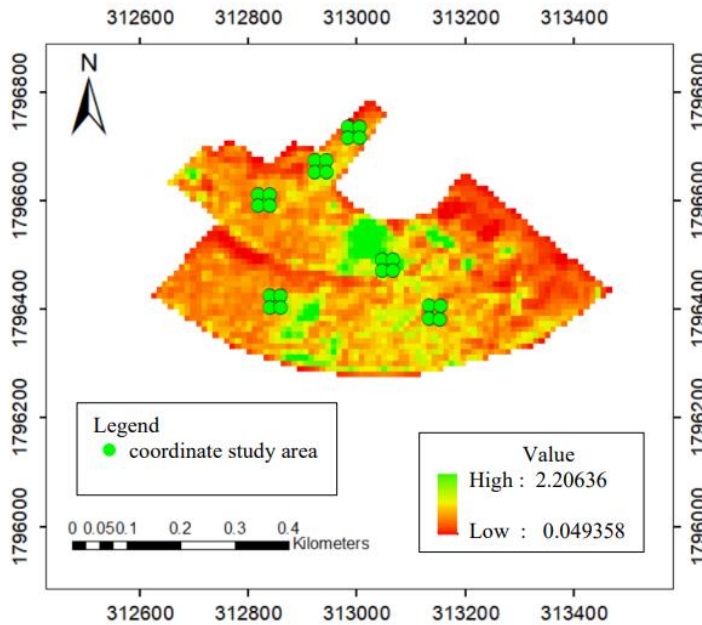 312600 312800 313000 313200 313400
N
1796800 1796800
1796600 1796600
1796400 1796400
1796200 1796200
1796000 1796000
Legend
coordinate study area
Value
High : 2.20636
Low : 0.049358
0 0.050.1 0.2 0.3 0.4
Kilometers
312600 312800 313000 313200 313400